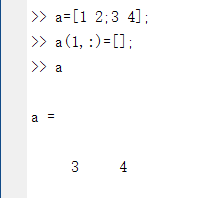 >> a=[1 2;3 4];
>> a(1,:)=[];
>> a
a =
3 4